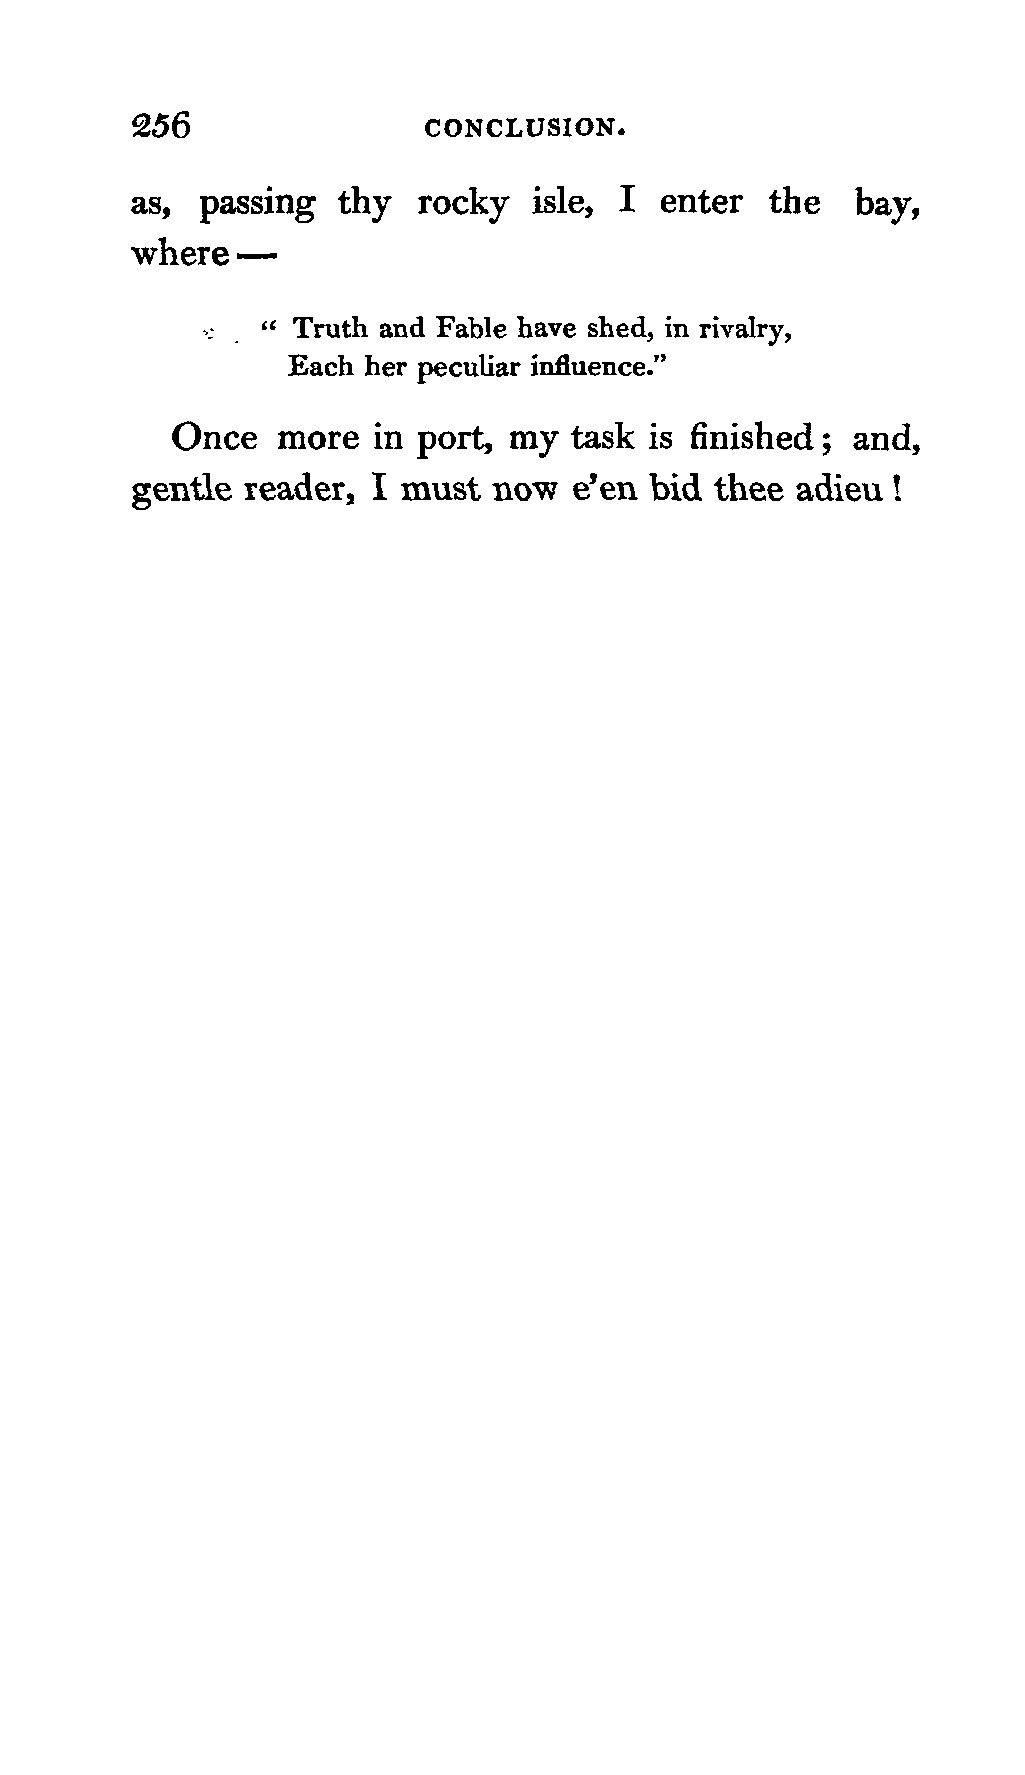 256 CONCLUSION.
as, passing thy rocky isle, I enter the bay,
where —
“ Truth and Fable have shed, in rivalry,
Each her peculiar influence.”
Once more in port, my task is finished ; and,
gentle reader, I must now e’en bid thee adieu !